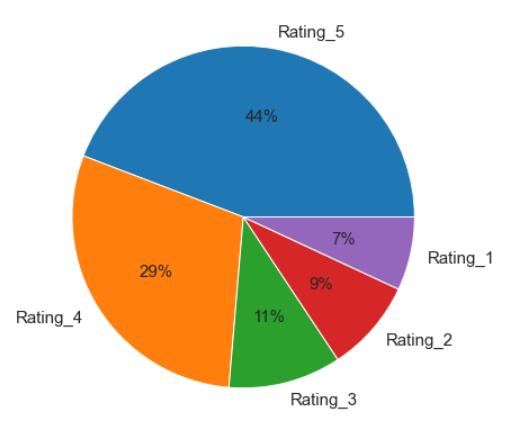 Rating_5
44%
29%
Rating_4
11%
Rating_3
9%
Rating_2
7%
Rating_1